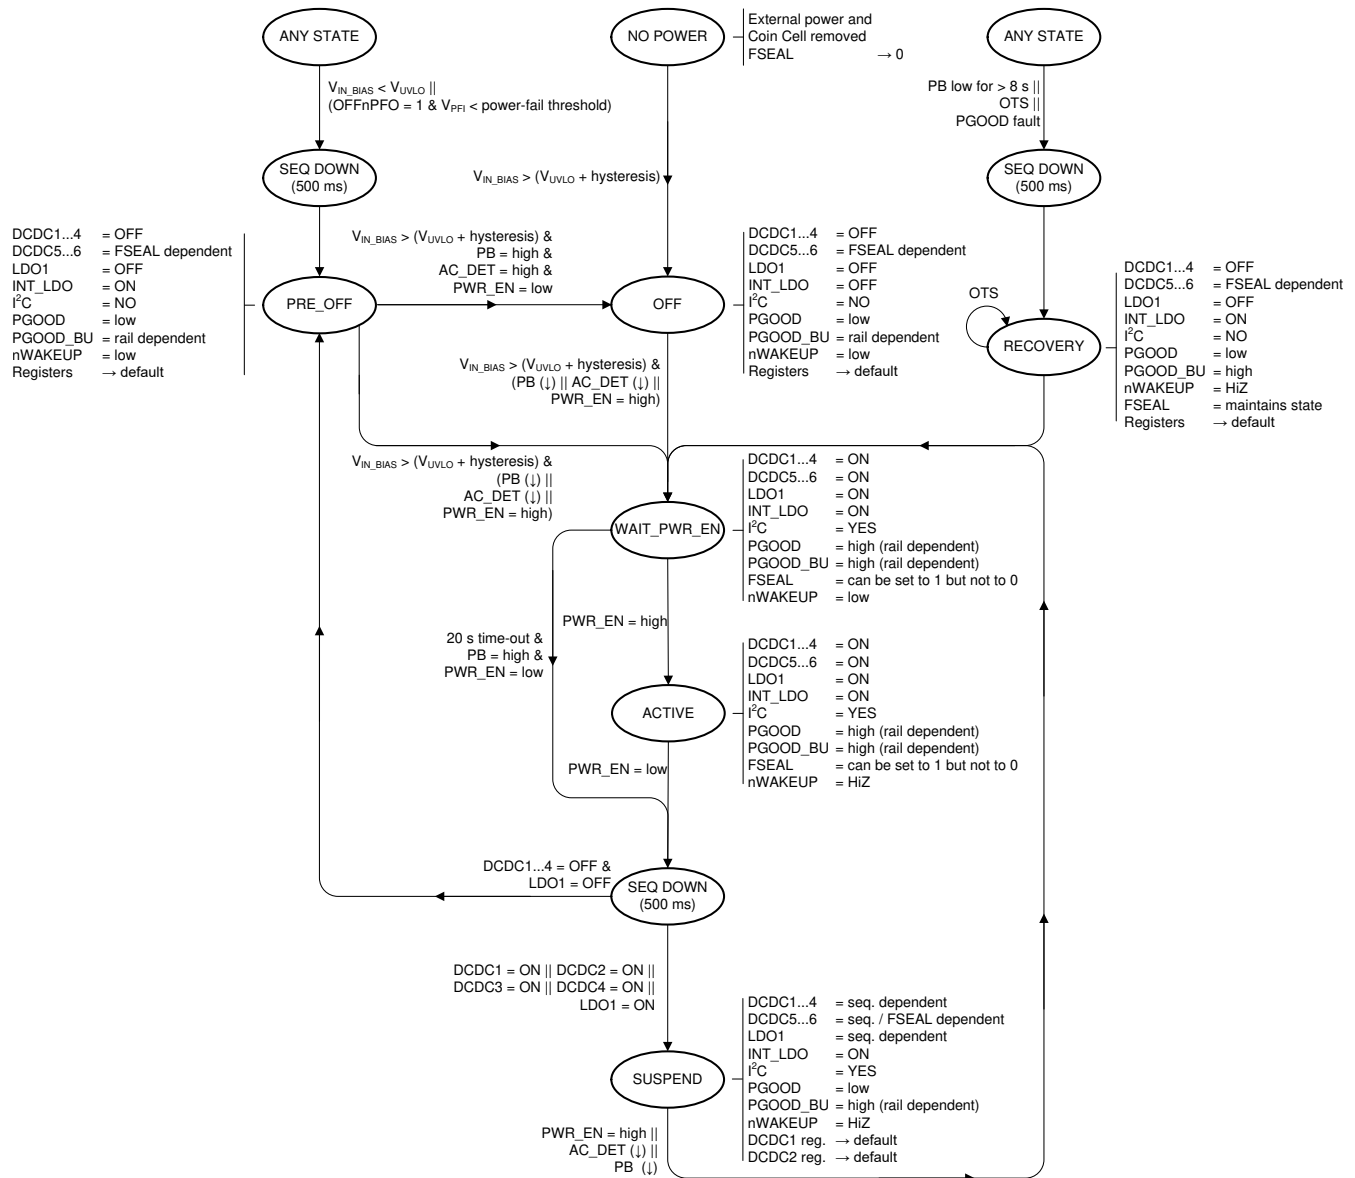 ANY STATE
NO POWER
External power and
Coin Cell removed
FSEAL → 0
ANY STATE
V_IN_BIAS < V_UVLO ||
(OFFnPFO = 1 & V_PFI < power-fail threshold)
PB low for > 8 s ||
OTS ||
PGOOD fault
SEQ DOWN
(500 ms)
V_IN_BIAS > (V_UVLO + hysteresis)
SEQ DOWN
(500 ms)
DCDC1...4 = OFF
DCDC5...6 = FSEAL dependent
LDO1 = OFF
INT_LDO = ON
I²C = NO
PGOOD = low
PGOOD_BU = rail dependent
nWAKEUP = low
Registers → default
PRE_OFF
V_IN_BIAS > (V_UVLO + hysteresis) &
PB = high &
AC_DET = high &
PWR_EN = low
OFF
DCDC1...4 = OFF
DCDC5...6 = FSEAL dependent
LDO1 = OFF
INT_LDO = OFF
I²C = NO
PGOOD = low
PGOOD_BU = rail dependent
nWAKEUP = low
Registers → default
OTS
RECOVERY
DCDC1...4 = OFF
DCDC5...6 = FSEAL dependent
LDO1 = OFF
INT_LDO = ON
I²C = NO
PGOOD = low
PGOOD_BU = high
nWAKEUP = HiZ
FSEAL = maintains state
Registers → default
V_IN_BIAS > (V_UVLO + hysteresis) &
(PB (↓) || AC_DET (↓) ||
PWR_EN = high)
V_IN_BIAS > (V_UVLO + hysteresis) &
(PB (↓) ||
AC_DET (↓) ||
PWR_EN = high)
WAIT_PWR_EN
DCDC1...4 = ON
DCDC5...6 = ON
LDO1 = ON
INT_LDO = ON
I²C = YES
PGOOD = high (rail dependent)
PGOOD_BU = high (rail dependent)
FSEAL = can be set to 1 but not to 0
nWAKEUP = low
PWR_EN = high
20 s time-out &
PB = high &
PWR_EN = low
ACTIVE
DCDC1...4 = ON
DCDC5...6 = ON
LDO1 = ON
INT_LDO = ON
I²C = YES
PGOOD = high (rail dependent)
PGOOD_BU = high (rail dependent)
FSEAL = can be set to 1 but not to 0
nWAKEUP = HiZ
PWR_EN = low
DCDC1...4 = OFF &
LDO1 = OFF
SEQ DOWN
(500 ms)
DCDC1 = ON || DCDC2 = ON ||
DCDC3 = ON || DCDC4 = ON ||
LDO1 = ON
SUSPEND
DCDC1...4 = seq. dependent
DCDC5...6 = seq. / FSEAL dependent
LDO1 = seq. dependent
INT_LDO = ON
I²C = YES
PGOOD = low
PGOOD_BU = high (rail dependent)
nWAKEUP = HiZ
DCDC1 reg. → default
DCDC2 reg. → default
PWR_EN = high ||
AC_DET (↓) ||
PB (↓)